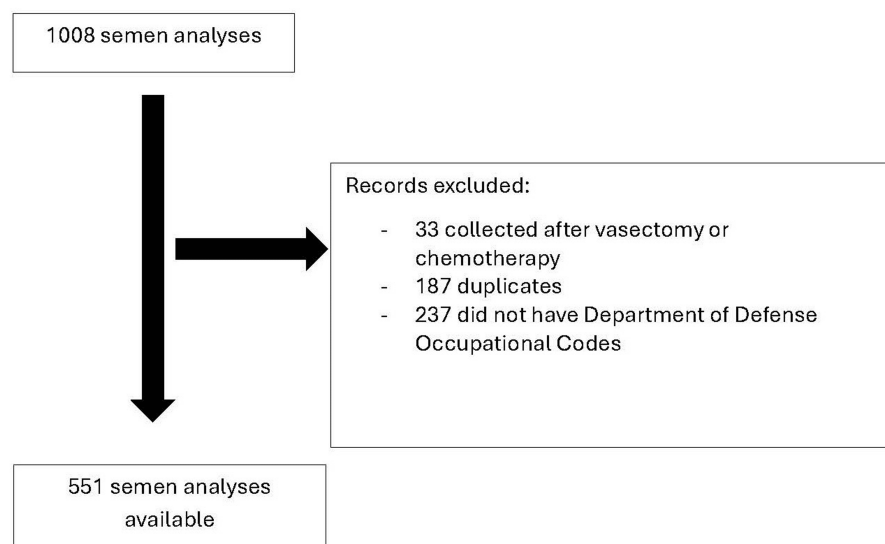 1008 semen analyses
Records excluded:
- 33 collected after vasectomy or
chemotherapy
- 187 duplicates
- 237 did not have Department of Defense
Occupational Codes
551 semen analyses
available